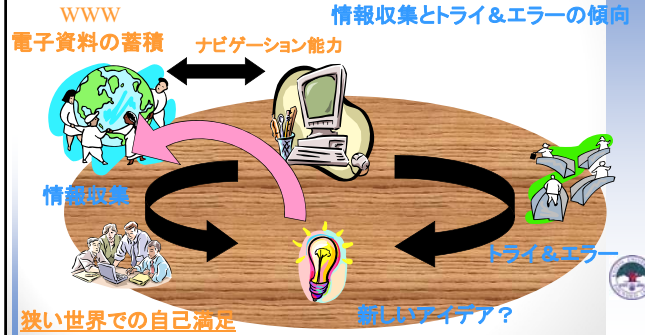 WWW
情報収集とトライ＆エラーの傾向
電子資料の蓄積
ナビゲーション能力
情報収集
トライ＆エラー
狭い世界での自己満足
新しいアイデア？